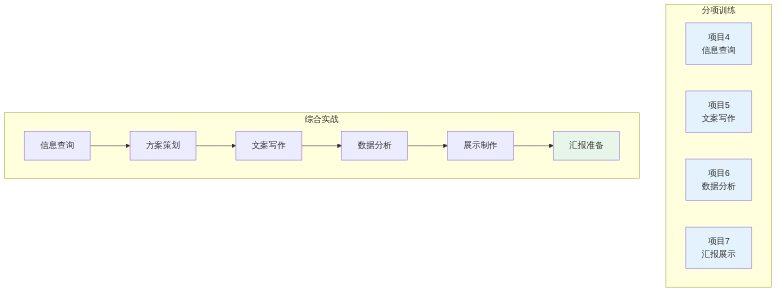 综合实战
信息查询
方案策划
文案写作
数据分析
展示制作
汇报准备
分项训练
项目4
信息查询
项目5
文案写作
项目6
数据分析
项目7
汇报展示